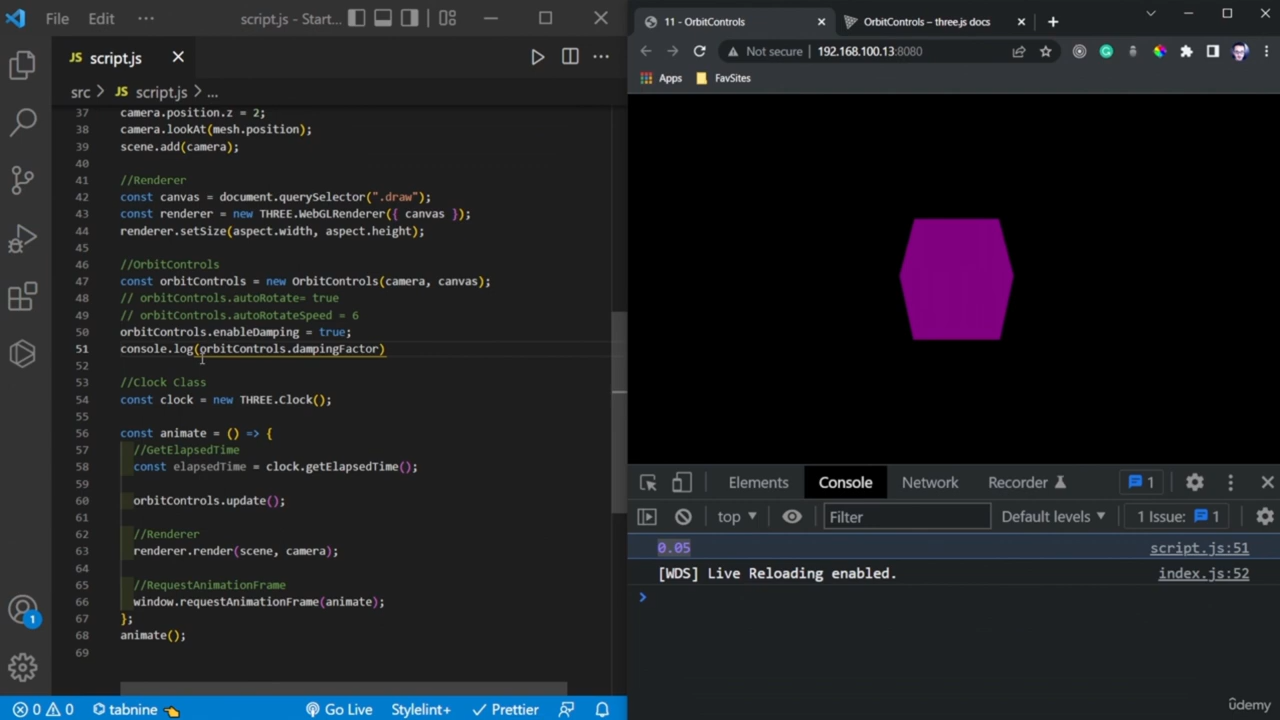 File Edit ··· script.js - Start...
JS script.js
src > JS script.js > ...
37 camera.position.z = 2;
38 camera.lookAt(mesh.position);
39 scene.add(camera);
40
41 //Renderer
42 const canvas = document.querySelector(".draw");
43 const renderer = new THREE.WebGLRenderer({ canvas });
44 renderer.setSize(aspect.width, aspect.height);
45
46 //OrbitControls
47 const orbitControls = new OrbitControls(camera, canvas);
48 // orbitControls.autoRotate= true
49 // orbitControls.autoRotateSpeed = 6
50 orbitControls.enableDamping = true;
51 console.log(orbitControls.dampingFactor)
52
53 //Clock Class
54 const clock = new THREE.Clock();
55
56 const animate = () => {
57 //GetElapsedTime
58 const elapsedTime = clock.getElapsedTime();
59
60 orbitControls.update();
61
62 //Renderer
63 renderer.render(scene, camera);
64
65 //RequestAnimationFrame
66 window.requestAnimationFrame(animate);
67 };
68 animate();
69
1
0 0 tabnine Go Live Stylelint+ Prettier
11 - OrbitControls OrbitControls – three.js docs
Not secure 192.168.100.13:8080
Apps FavSites
Elements Console Network Recorder 1
top Filter Default levels 1 Issue: 1
0.05 script.js:51
[WDS] Live Reloading enabled. index.js:52
ûdemy